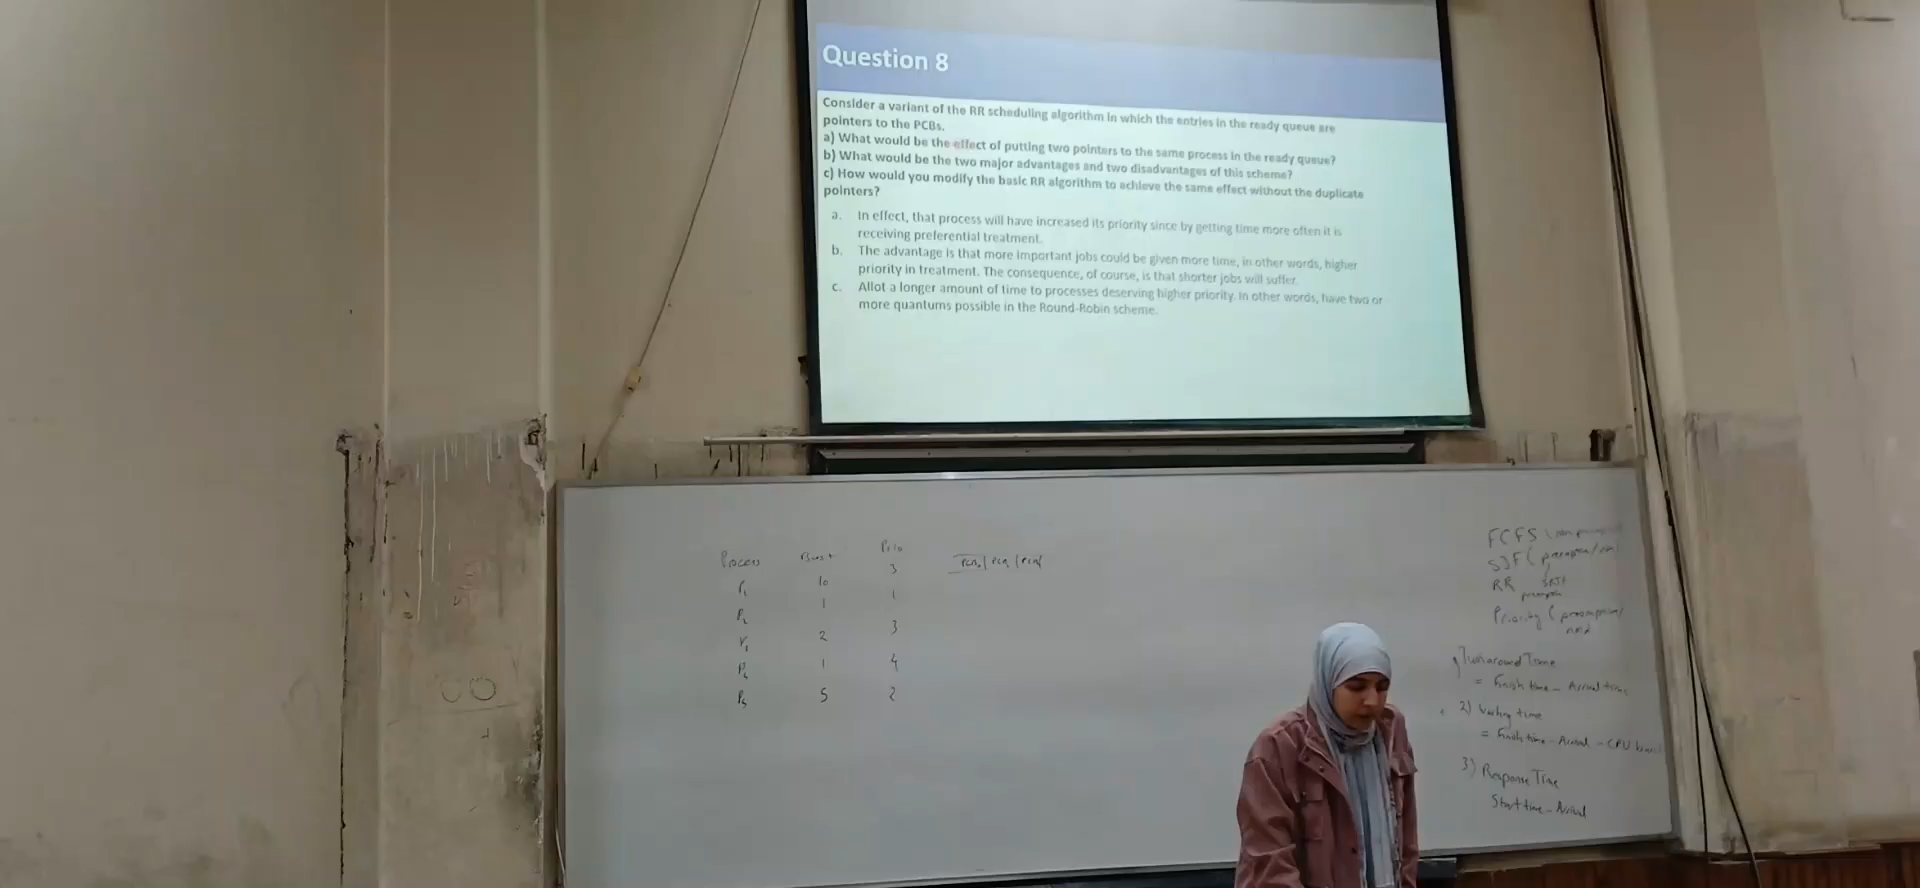 Question 8
Consider a variant of the RR scheduling algorithm in which the entries in the ready queue are
pointers to the PCBs.
a) What would be the effect of putting two pointers to the same process in the ready queue?
b) What would be the two major advantages and two disadvantages of this scheme?
c) How would you modify the basic RR algorithm to achieve the same effect without the duplicate
pointers?
a. In effect, that process will have increased its priority since by getting time more often it is
receiving preferential treatment.
b. The advantage is that more important jobs could be given more time, in other words, higher
priority in treatment. The consequence, of course, is that shorter jobs will suffer.
c. Allot a longer amount of time to processes deserving higher priority. In other words, have two or
more quantums possible in the Round-Robin scheme.
Process Burst Prio
P1 10 3
P2 1 1
2 3
P4 1 4
P5 5 2
FCFS
SJF (
RR SRJF
Priority (
1) Turnaround Time
= Finish time - Arrival time
2) Waiting time
= Finish time - Arrival - CPU
3) Response Time
Start time - Arrival